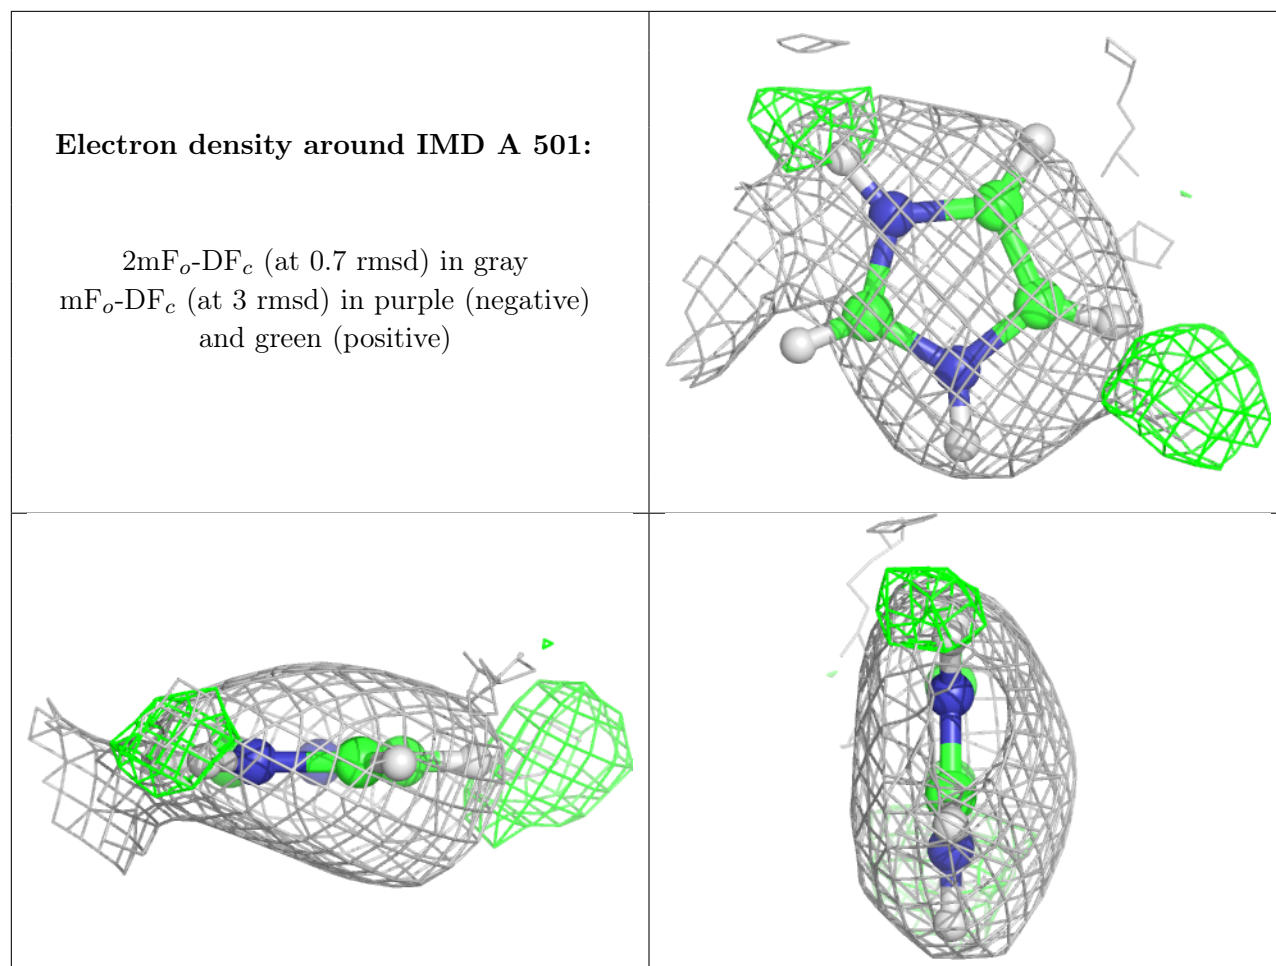 Electron density around IMD A 501:
2mFo-DFc (at 0.7 rmsd) in gray
mFo-DFc (at 3 rmsd) in purple (negative)
and green (positive)